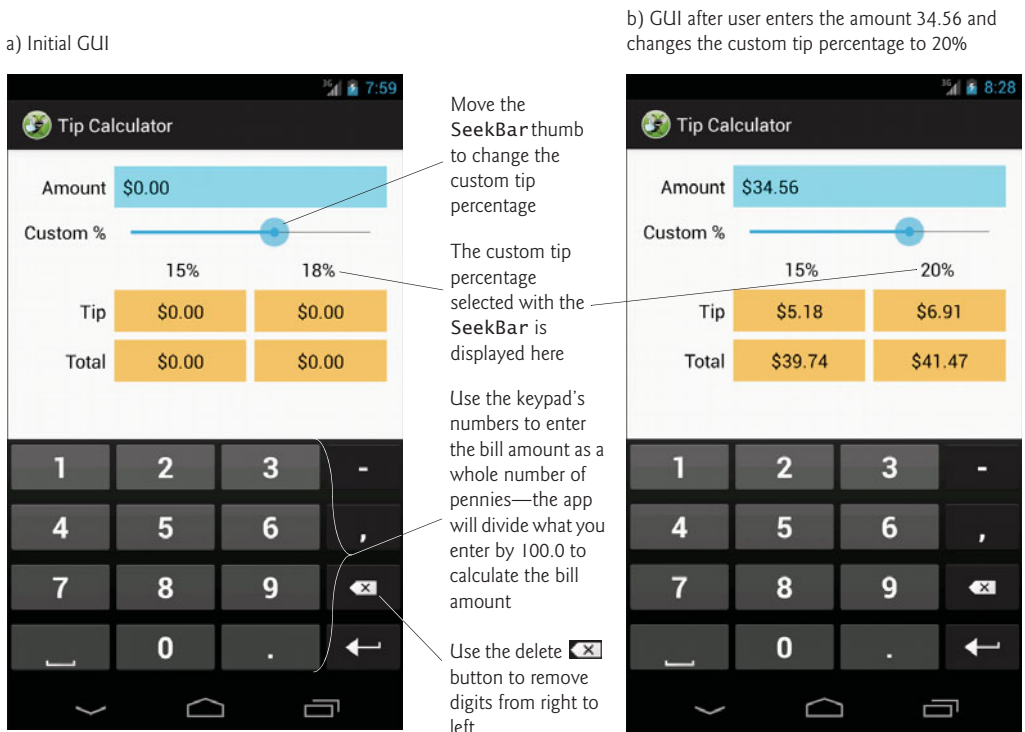 a) Initial GUI
3G 7:59
Tip Calculator
Amount $0.00
Custom %
15% 18%
Tip $0.00 $0.00
Total $0.00 $0.00
1 2 3 -
4 5 6 ,
7 8 9
0 .
Move the
SeekBar thumb
to change the
custom tip
percentage
The custom tip
percentage
selected with the
SeekBar is
displayed here
Use the keypad's
numbers to enter
the bill amount as a
whole number of
pennies—the app
will divide what you
enter by 100.0 to
calculate the bill
amount
Use the delete
button to remove
digits from right to
left
b) GUI after user enters the amount 34.56 and
changes the custom tip percentage to 20%
3G 8:28
Tip Calculator
Amount $34.56
Custom %
15% 20%
Tip $5.18 $6.91
Total $39.74 $41.47
1 2 3 -
4 5 6 ,
7 8 9
0 .